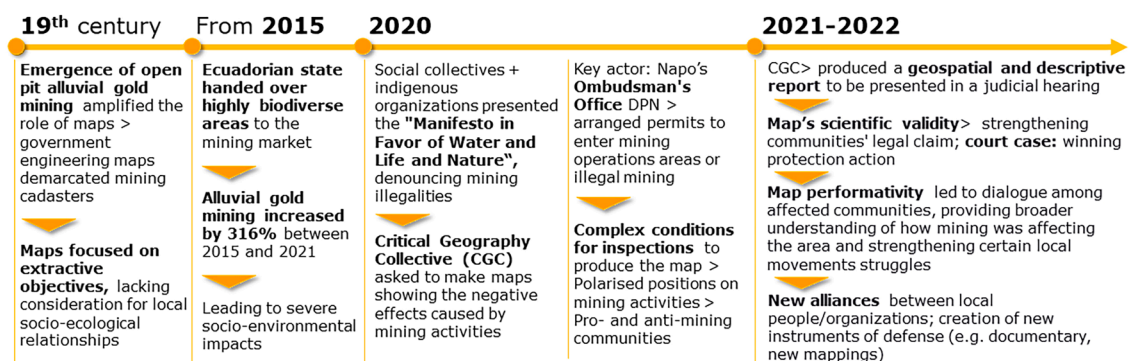 19th century
Emergence of open
pit alluvial gold
mining amplified the
role of maps >
government
engineering maps
demarcated mining
cadasters
Maps focused on
extractive
objectives, lacking
consideration for local
socio-ecological
relationships
From 2015
Ecuadorian state
handed over
highly biodiverse
areas to the
mining market
Alluvial gold
mining increased
by 316% between
2015 and 2021
Leading to severe
socio-environmental
impacts
2020
Social collectives +
indigenous
organizations presented
the "Manifesto in
Favor of Water and
Life and Nature“,
denouncing mining
illegalities
Critical Geography
Collective (CGC)
asked to make maps
showing the negative
effects caused by
mining activities
Key actor: Napo’s
Ombudsman's
Office DPN >
arranged permits to
enter mining
operations areas or
illegal mining
Complex conditions
for inspections to
produce the map >
Polarised positions on
mining activities >
Pro- and anti-mining
communities
2021-2022
CGC> produced a geospatial and descriptive
report to be presented in a judicial hearing
Map’s scientific validity> strengthening
communities' legal claim; court case: winning
protection action
Map performativity led to dialogue among
affected communities, providing broader
understanding of how mining was affecting
the area and strengthening certain local
movements struggles
New alliances between local
people/organizations; creation of new
instruments of defense (e.g. documentary,
new mappings)